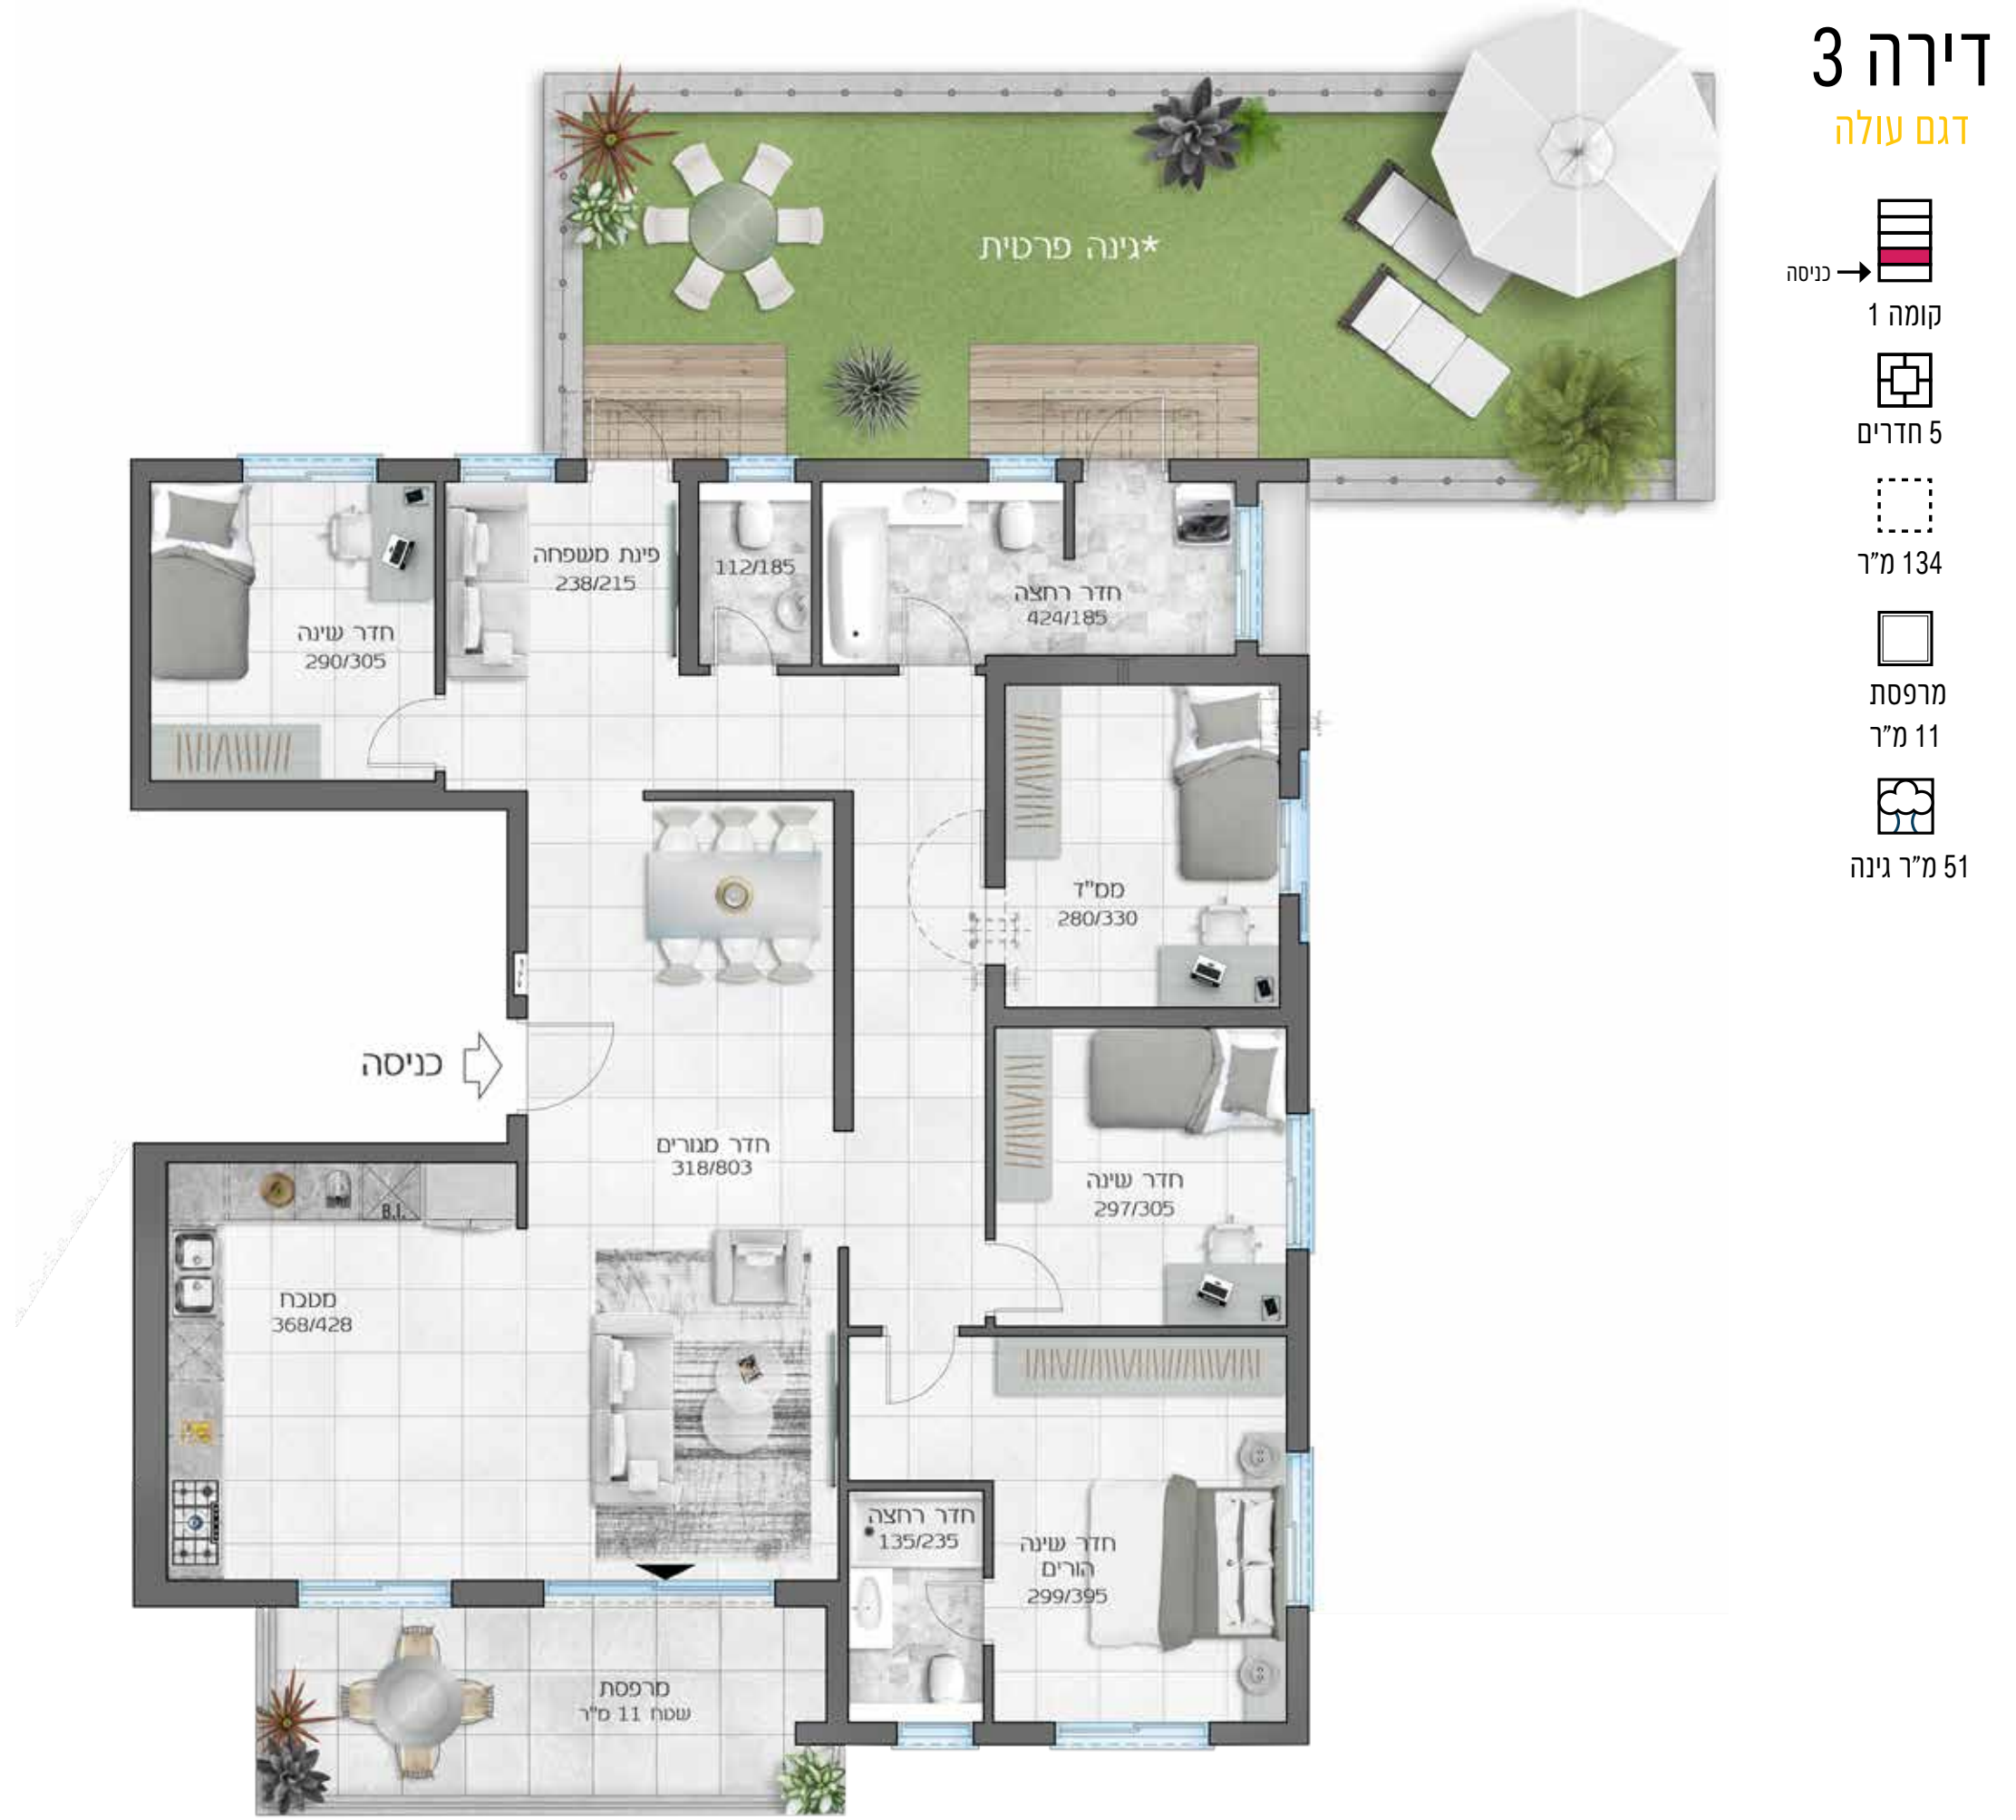 דירה 3
דגם עולה
כניסה
קומה 1
5 חדרים
134 מ"ר
מרפסת
11 מ"ר
51 מ"ר גינה
*גינה פרטית
פינת משפחה
238/215
112/185
חדר רחצה
424/185
חדר שינה
290/305
ממ"ד
280/330
כניסה
חדר מגורים
318/803
חדר שינה
297/305
B.I.
מטבח
368/428
חדר רחצה
135/235
חדר שינה
הורים
299/395
מרפסת
שטח 11 מ"ר